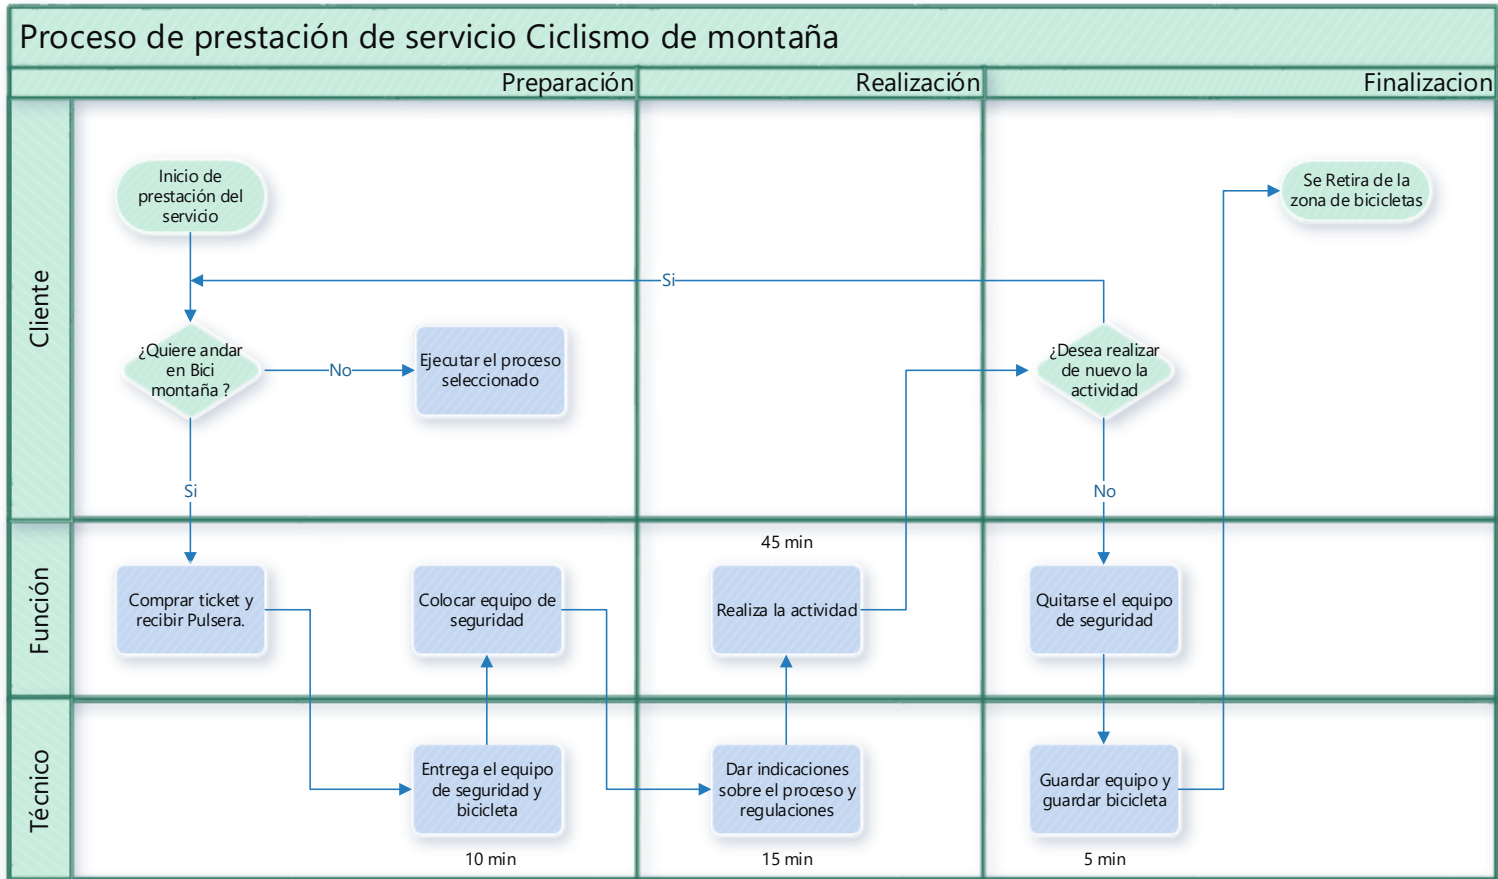 Proceso de prestación de servicio Ciclismo de montaña
Preparación
Realización
Finalizacion
Cliente
Inicio de
prestación del
servicio
Se Retira de la
zona de bicicletas
Si
¿Quiere andar
en Bici
montaña ?
No
Ejecutar el proceso
seleccionado
¿Desea realizar
de nuevo la
actividad
Si
No
Función
45 min
Comprar ticket y
recibir Pulsera.
Colocar equipo de
seguridad
Realiza la actividad
Quitarse el equipo
de seguridad
Técnico
Entrega el equipo
de seguridad y
bicicleta
Dar indicaciones
sobre el proceso y
regulaciones
Guardar equipo y
guardar bicicleta
10 min
15 min
5 min